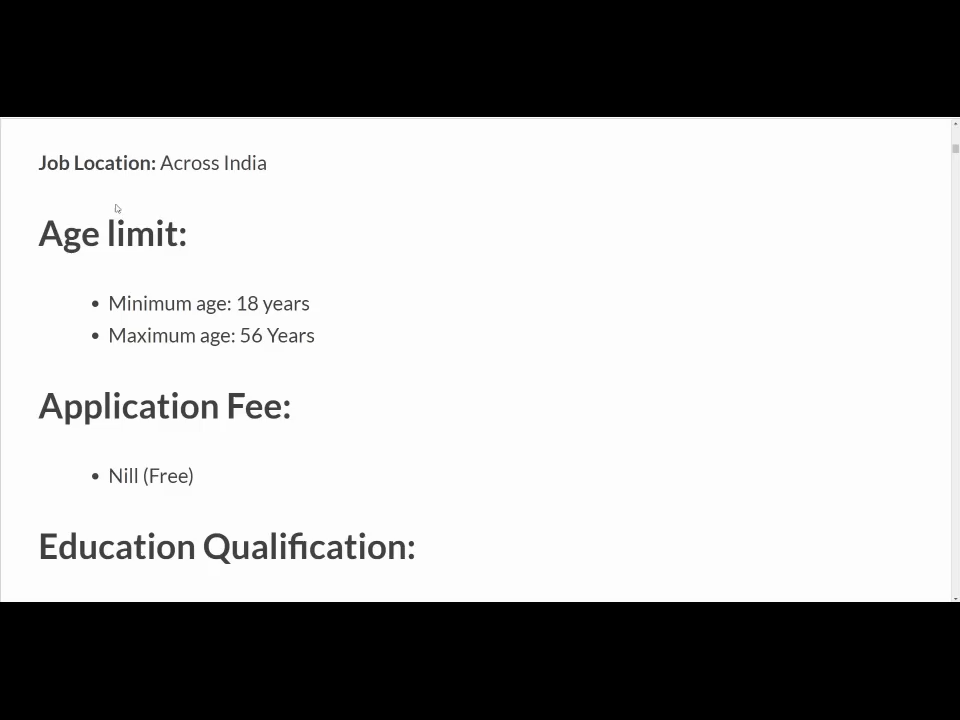 Job Location: Across India
Age limit:
• Minimum age: 18 years
• Maximum age: 56 Years
Application Fee:
• Nill (Free)
Education Qualification: